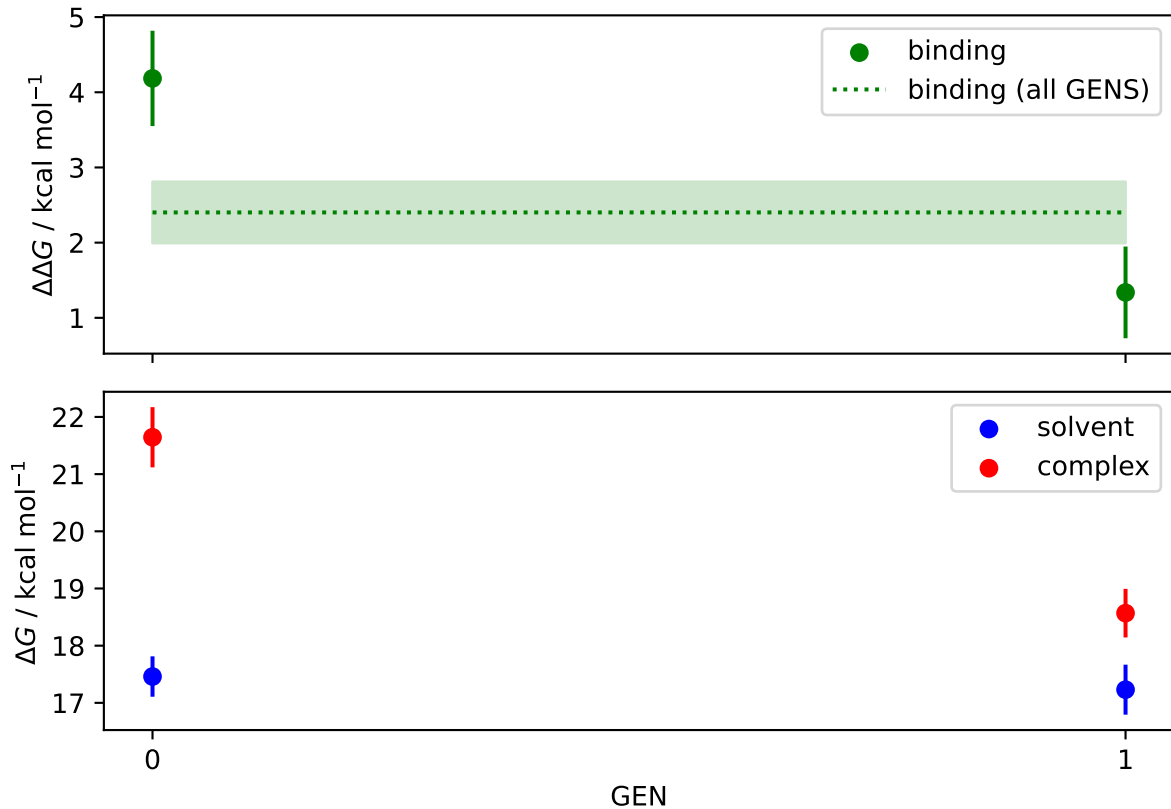 5
4
3
2
1
ΔΔG / kcal mol⁻¹
binding
binding (all GENS)
22
21
20
19
18
17
ΔG / kcal mol⁻¹
solvent
complex
0 1
GEN